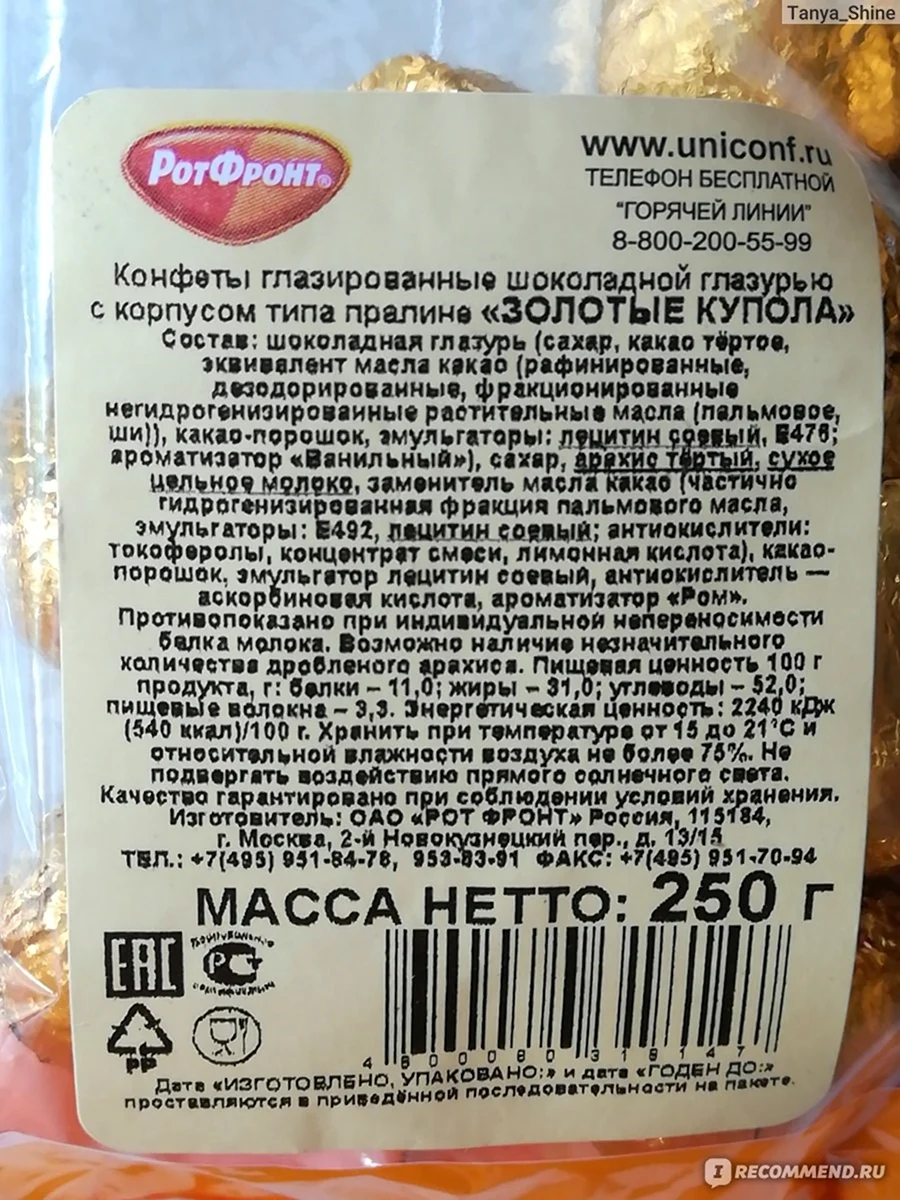 Tanya_Shine
РотФронт®
www.uniconf.ru
ТЕЛЕФОН БЕСПЛАТНОЙ
"ГОРЯЧЕЙ ЛИНИИ"
8-800-200-55-99
Конфеты глазированные шоколадной глазурью
с корпусом типа пралине «ЗОЛОТЫЕ КУПОЛА»
Состав: шоколадная глазурь (сахар, какао тёртое,
эквивалент масла какао (рафинированные,
дезодорированные, фракционированные
негидрогенизированные растительные масла (пальмовое,
ши)), какао-порошок, эмульгаторы: лецитин соевый, Е476;
ароматизатор «Ванильный»), сахар, арахис тёртый, сухое
цельное молоко, заменитель масла какао (частично
гидрогенизированная фракция пальмового масла,
эмульгаторы: Е492, лецитин соевый; антиокислители:
токоферолы, концентрат смеси, лимонная кислота), какао-
порошок, эмульгатор лецитин соевый, антиокислитель —
аскорбиновая кислота, ароматизатор «Ром».
Противопоказано при индивидуальной непереносимости
белка молока. Возможно наличие незначительного
количества дробленого арахиса. Пищевая ценность 100 г
продукта, г: белки – 11,0; жиры – 31,0; углеводы – 52,0;
пищевые волокна – 3,3. Энергетическая ценность: 2240 кДж
(540 ккал)/100 г. Хранить при температуре от 15 до 21°С и
относительной влажности воздуха не более 75%. Не
подвергать воздействию прямого солнечного света.
Качество гарантировано при соблюдении условий хранения.
Изготовитель: ОАО «РОТ ФРОНТ» Россия, 115184,
г. Москва, 2-й Новокузнецкий пер., д. 13/15
ТЕЛ.: +7(495) 951-84-78, 953-83-91 ФАКС: +7(495) 951-70-94
МАССА НЕТТО: 250 г
ЕАС
РСТ
PP
4 600080 318147
Дата «ИЗГОТОВЛЕНО, УПАКОВАНО:» и дата «ГОДЕН ДО:»
проставляются в приведённой последовательности на пакете.
I RECOMMEND.RU